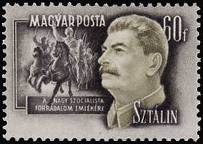 MAGYAR POSTA
60f
A NAGY SZOCIALISTA
FORRADALOM EMLÉKÉRE
SZTÁLIN